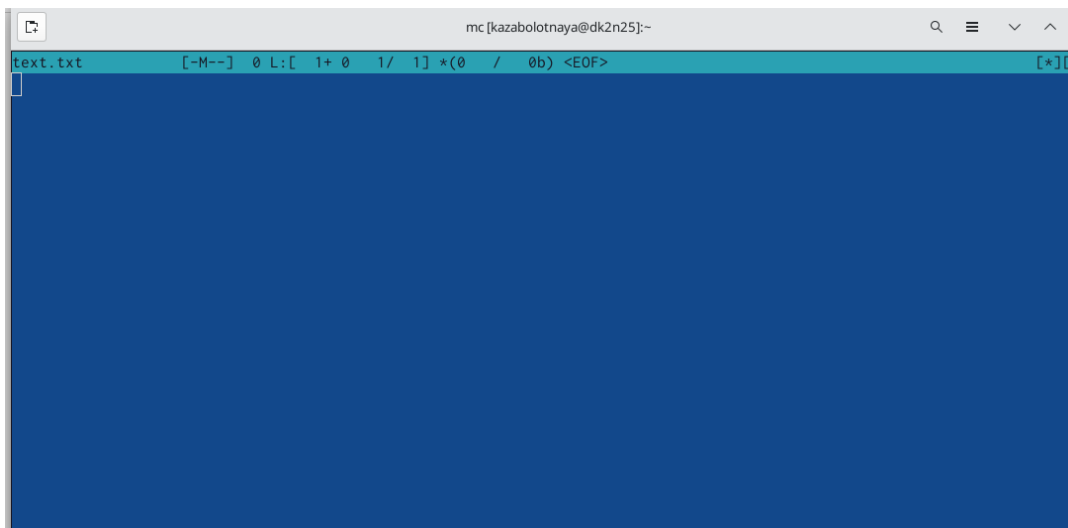 mc [kazabolotnaya@dk2n25]:~
text.txt [-M--] 0 L:[ 1+ 0 1/ 1] *(0 / 0b) <EOF> [*][